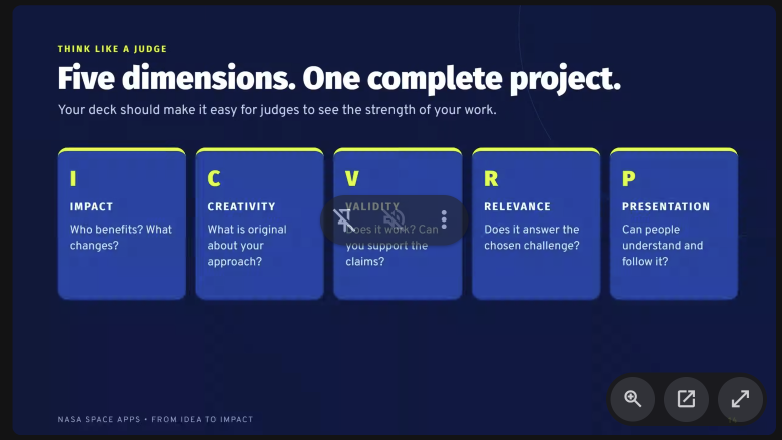 THINK LIKE A JUDGE
Five dimensions. One complete project.
Your deck should make it easy for judges to see the strength of your work.
I
IMPACT
Who benefits? What
changes?
C
CREATIVITY
What is original
about your
approach?
V
VALIDITY
Does it work? Can
you support the
claims?
R
RELEVANCE
Does it answer the
chosen challenge?
P
PRESENTATION
Can people
understand and
follow it?
NASA SPACE APPS • FROM IDEA TO IMPACT